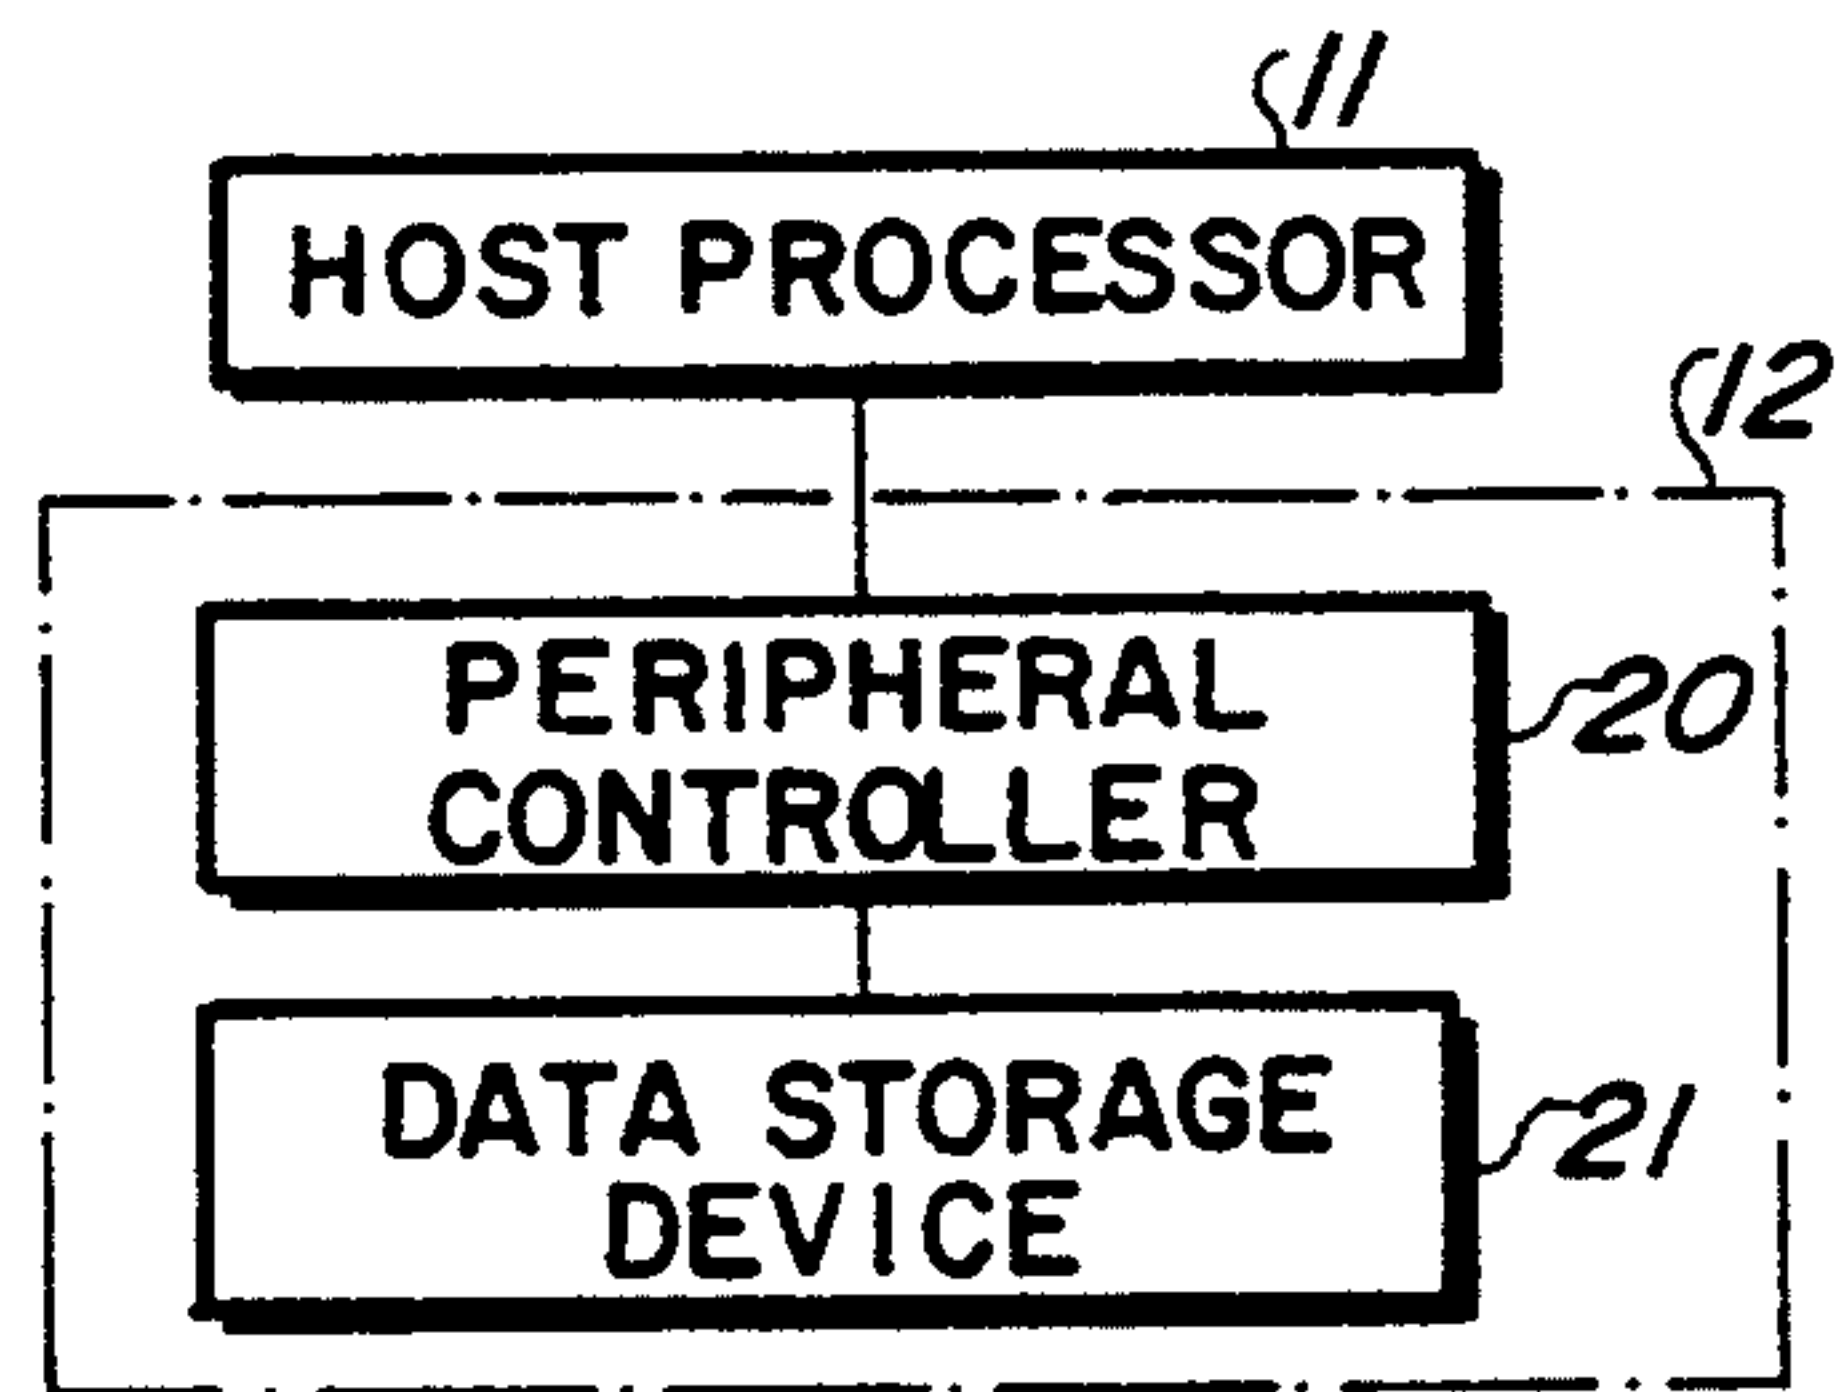 11
HOST PROCESSOR
12
PERIPHERAL
CONTROLLER
20
DATA STORAGE
DEVICE
21